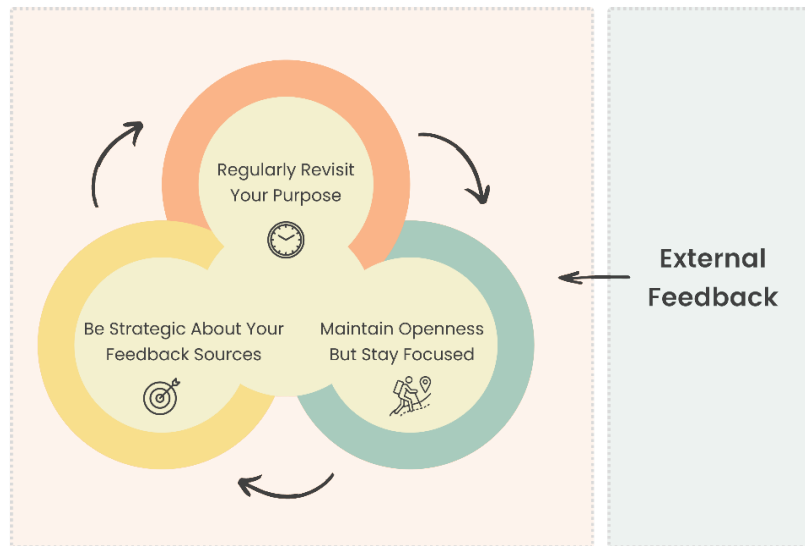 Regularly Revisit
Your Purpose
Be Strategic About Your
Feedback Sources
Maintain Openness
But Stay Focused
External
Feedback